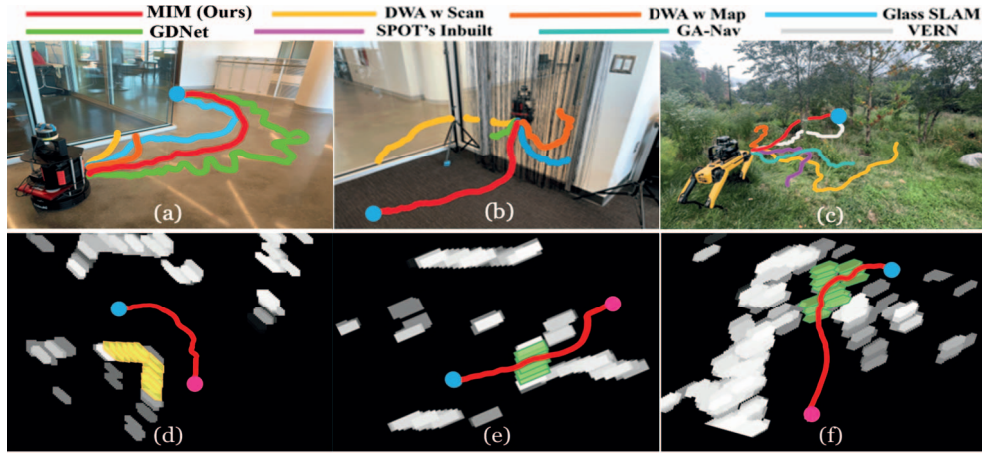 MIM (Ours) DWA w Scan DWA w Map Glass SLAM
GDNet SPOT's Inbuilt GA-Nav VERN
(a) (b) (c)
(d) (e) (f)